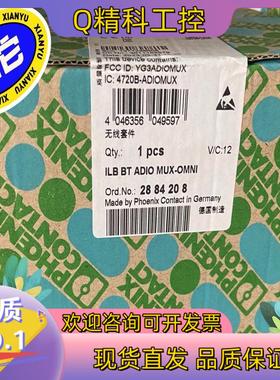 Q精科工控
XIANYU
This device contains:
FCC ID: YG3ADIOMUX
IC: 4720B-ADIOMUX
4 046356 049597
无线套件
Qty.: 1 pcs
V/C:12
ILB BT ADIO MUX-OMNI
Ord.No.: 28 84 20 8
Made by Phoenix Contact in Germany
德国制造
PHŒNIX
CONTACT
欢迎咨询可开发票
现货直发 品质保证